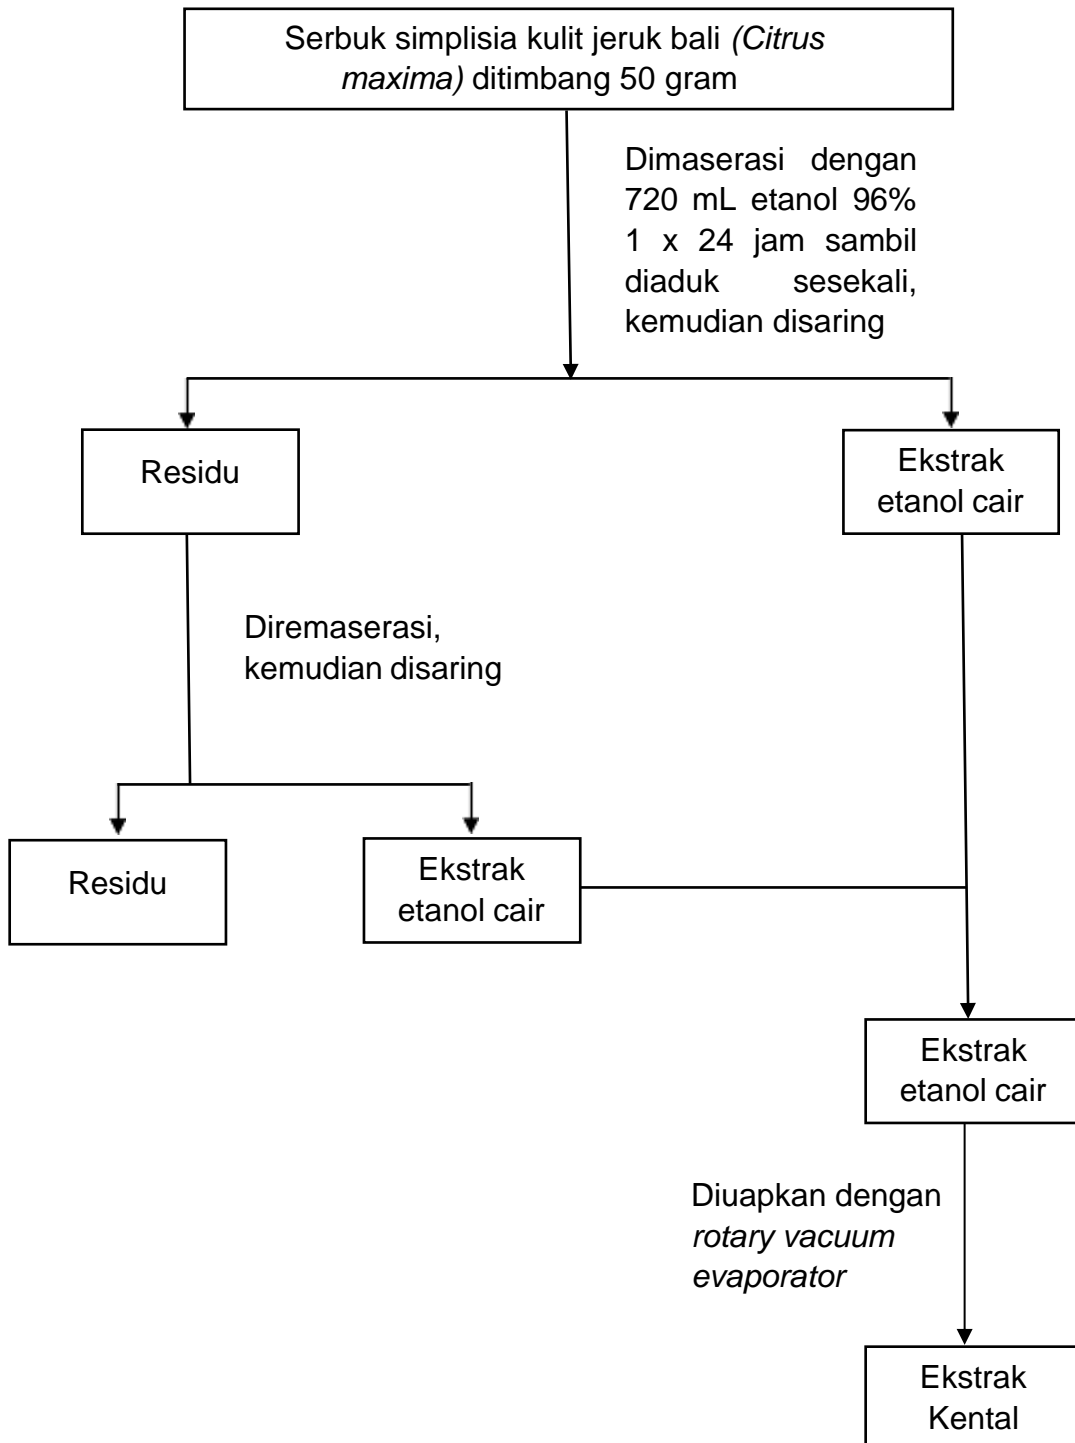 Serbuk simplisia kulit jeruk bali (Citrus
maxima) ditimbang 50 gram
Dimaserasi dengan
720 mL etanol 96%
1 x 24 jam sambil
diaduk sesekali,
kemudian disaring
Residu
Ekstrak
etanol cair
Diremaserasi,
kemudian disaring
Residu
Ekstrak
etanol cair
Ekstrak
etanol cair
Diuapkan dengan
rotary vacuum
evaporator
Ekstrak
Kental